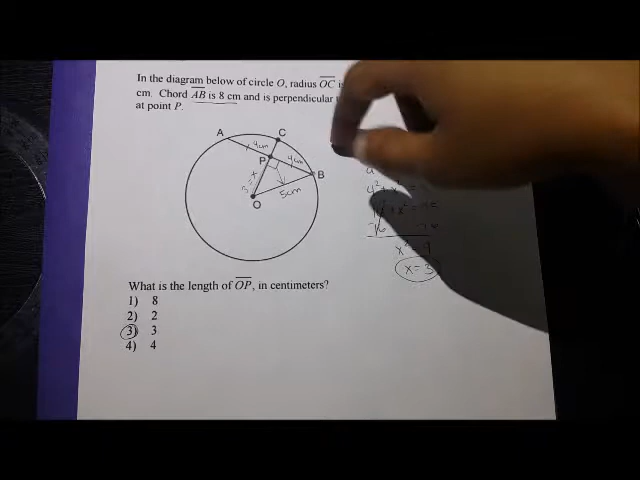 In the diagram below of circle O, radius OC
cm. Chord AB is 8 cm and is perpendicular
at point P.
A
C
4cm
P
4cm
B
3 = x
5cm
O
x = 3
What is the length of OP, in centimeters?
1) 8
2) 2
3) 3
4) 4